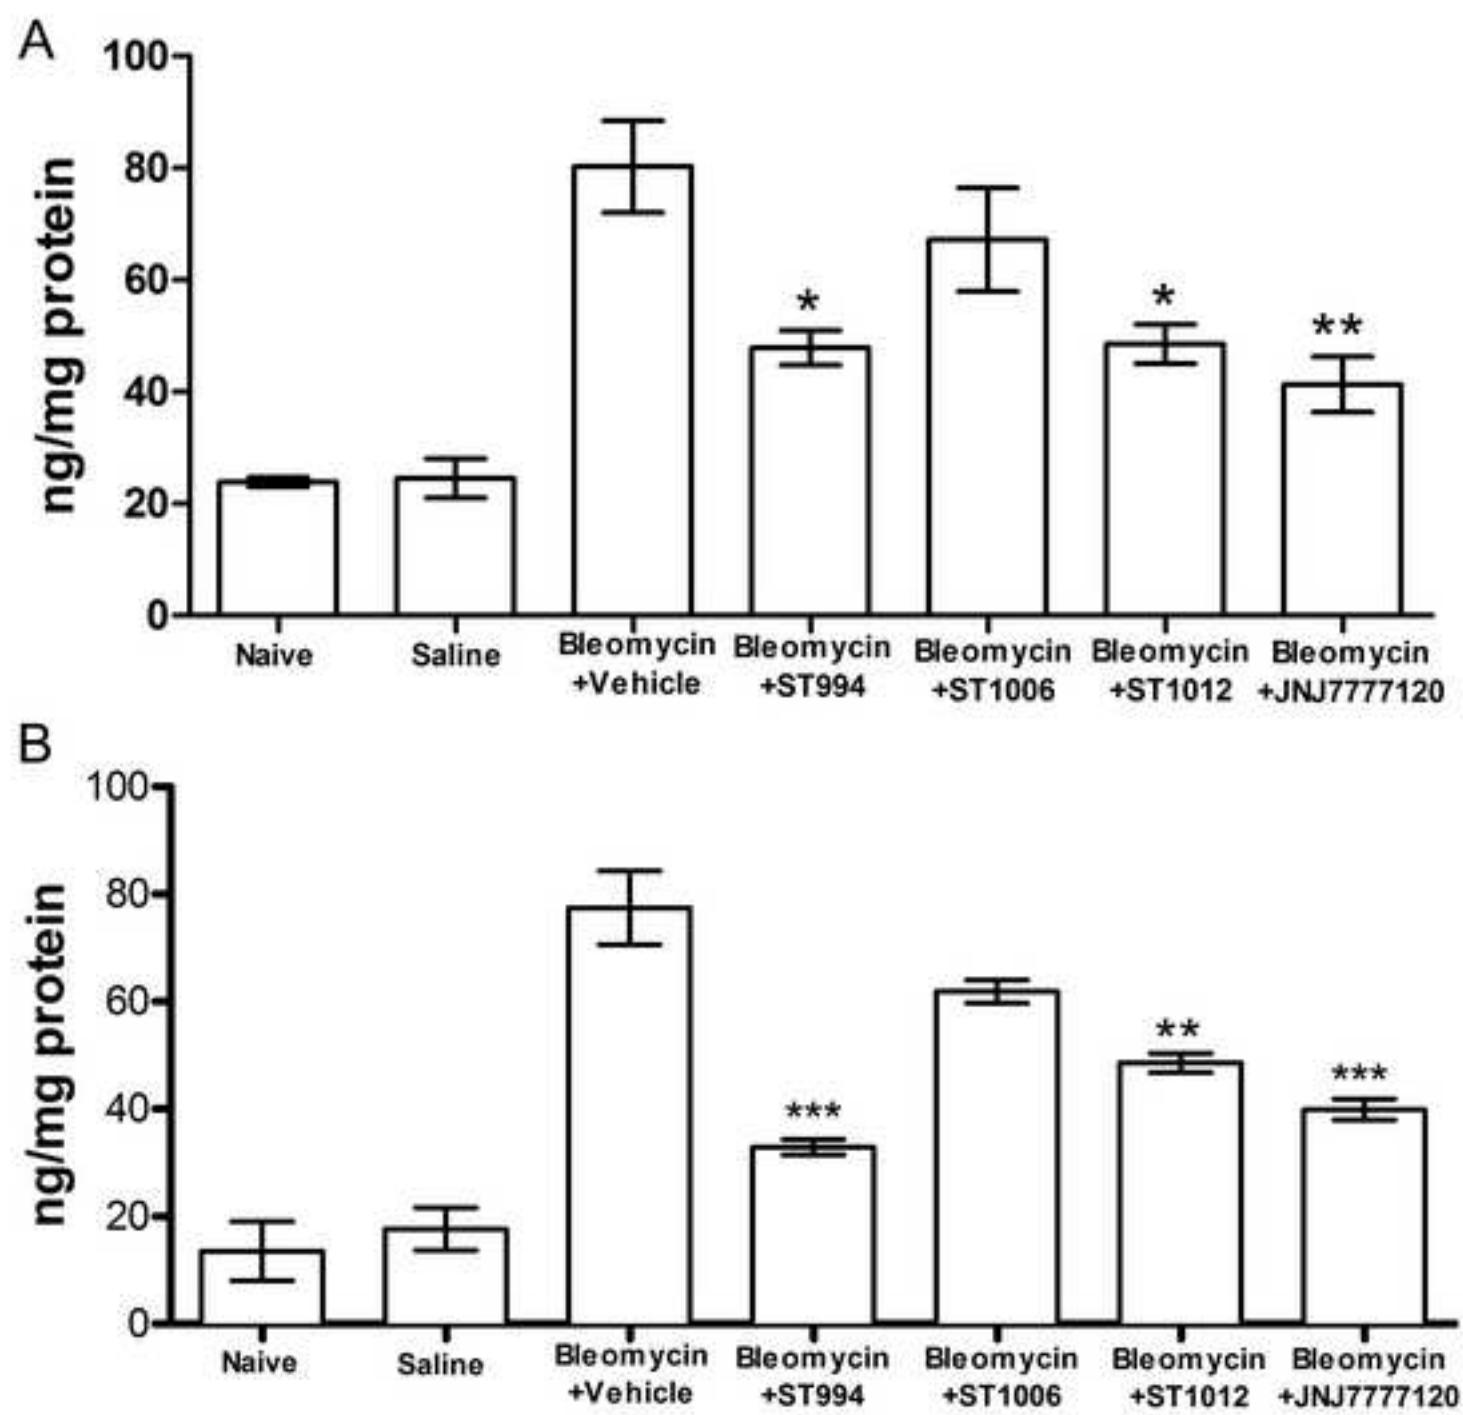 A
100
80
60
40
20
0
ng/mg protein
*
*
**
Naive
Saline
Bleomycin
+Vehicle
Bleomycin
+ST994
Bleomycin
+ST1006
Bleomycin
+ST1012
Bleomycin
+JNJ7777120
B
100
80
60
40
20
0
ng/mg protein
***
**
***
Naive
Saline
Bleomycin
+Vehicle
Bleomycin
+ST994
Bleomycin
+ST1006
Bleomycin
+ST1012
Bleomycin
+JNJ7777120